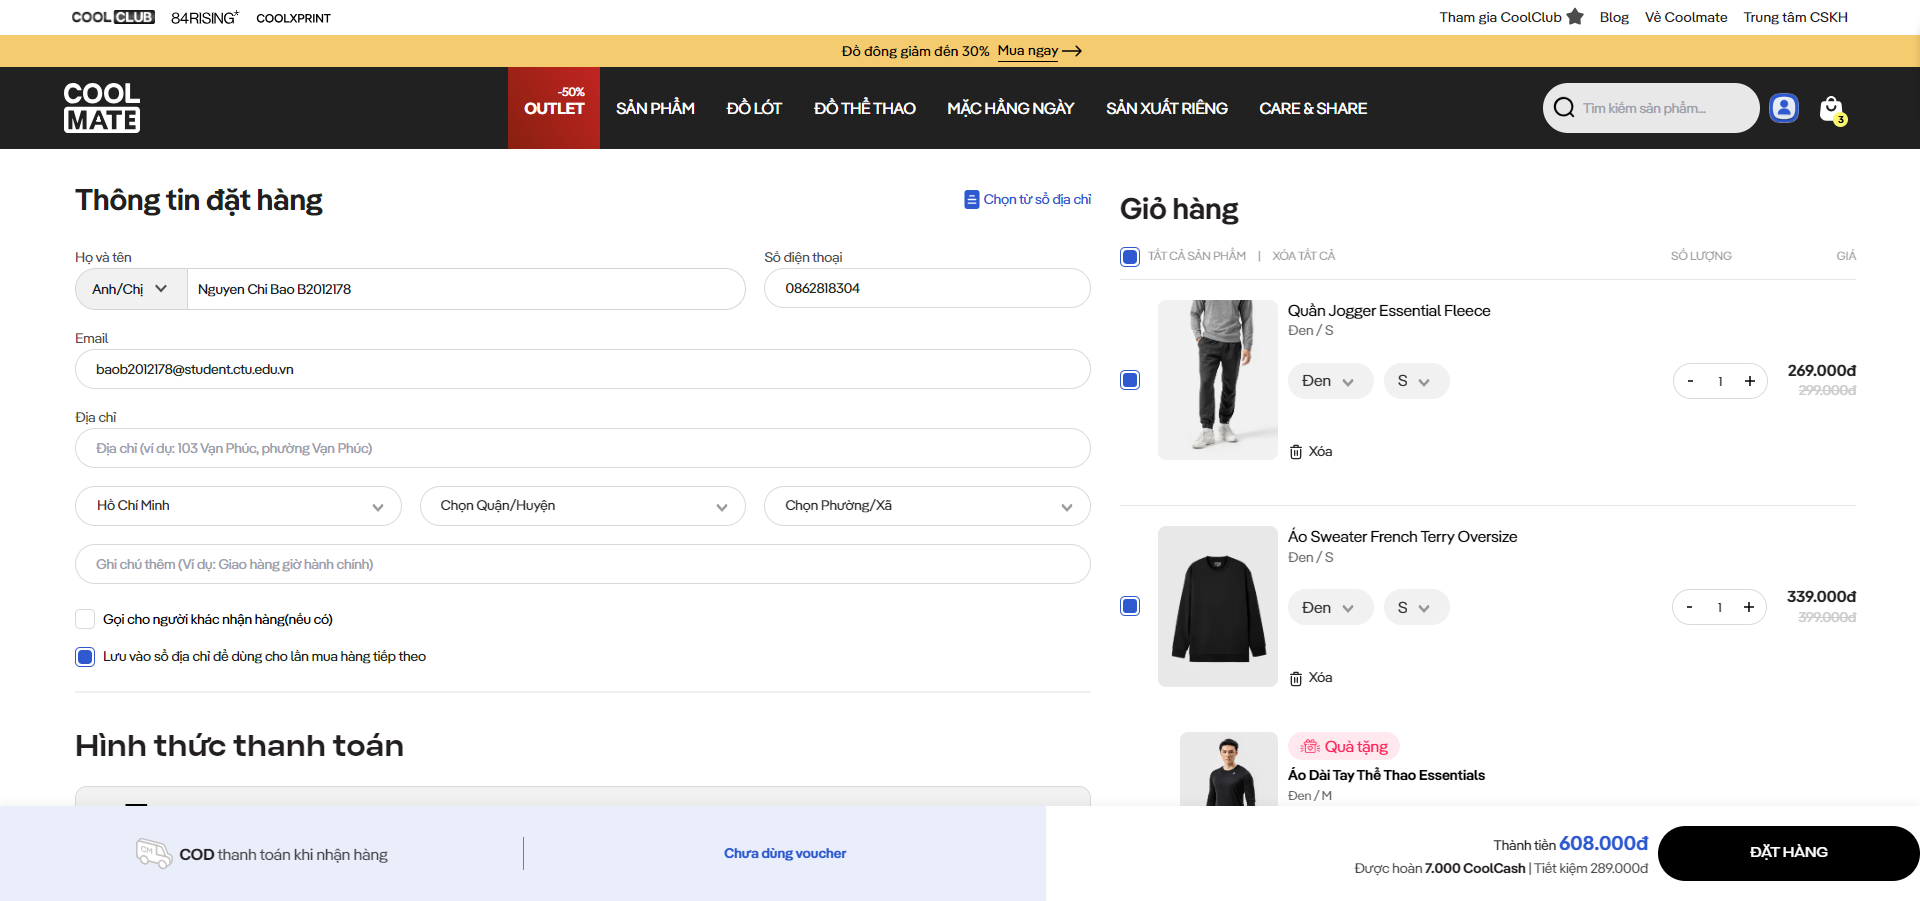 COOLCLUB 84RISING* COOLXPRINT
Tham gia CoolClub Blog Về Coolmate Trung tâm CSKH
Đồ đông giảm đến 30% Mua ngay
COOL
MATE
-50%
OUTLET SẢN PHẨM ĐỒ LÓT ĐỒ THỂ THAO MẶC HẰNG NGÀY SẢN XUẤT RIÊNG CARE & SHARE
Tìm kiếm sản phẩm...
3
Thông tin đặt hàng
Chọn từ sổ địa chỉ
Họ và tên
Số điện thoại
Anh/Chị
Nguyen Chi Bao B2012178
0862818304
Email
baob2012178@student.ctu.edu.vn
Địa chỉ
Địa chỉ (ví dụ: 103 Vạn Phúc, phường Vạn Phúc)
Hồ Chí Minh
Chọn Quận/Huyện
Chọn Phường/Xã
Ghi chú thêm (Ví dụ: Giao hàng giờ hành chính)
Gọi cho người khác nhận hàng(nếu có)
Lưu vào sổ địa chỉ để dùng cho lần mua hàng tiếp theo
Hình thức thanh toán
Giỏ hàng
TẤT CẢ SẢN PHẨM | XÓA TẤT CẢ
SỐ LƯỢNG
GIÁ
Quần Jogger Essential Fleece
Đen / S
Đen
S
- 1 +
269.000đ
299.000đ
Xóa
Áo Sweater French Terry Oversize
Đen / S
Đen
S
- 1 +
339.000đ
399.000đ
Xóa
Quà tặng
Áo Dài Tay Thể Thao Essentials
Đen / M
CM
COD thanh toán khi nhận hàng
Chưa dùng voucher
Thành tiền 608.000đ
Được hoàn 7.000 CoolCash | Tiết kiệm 289.000đ
ĐẶT HÀNG